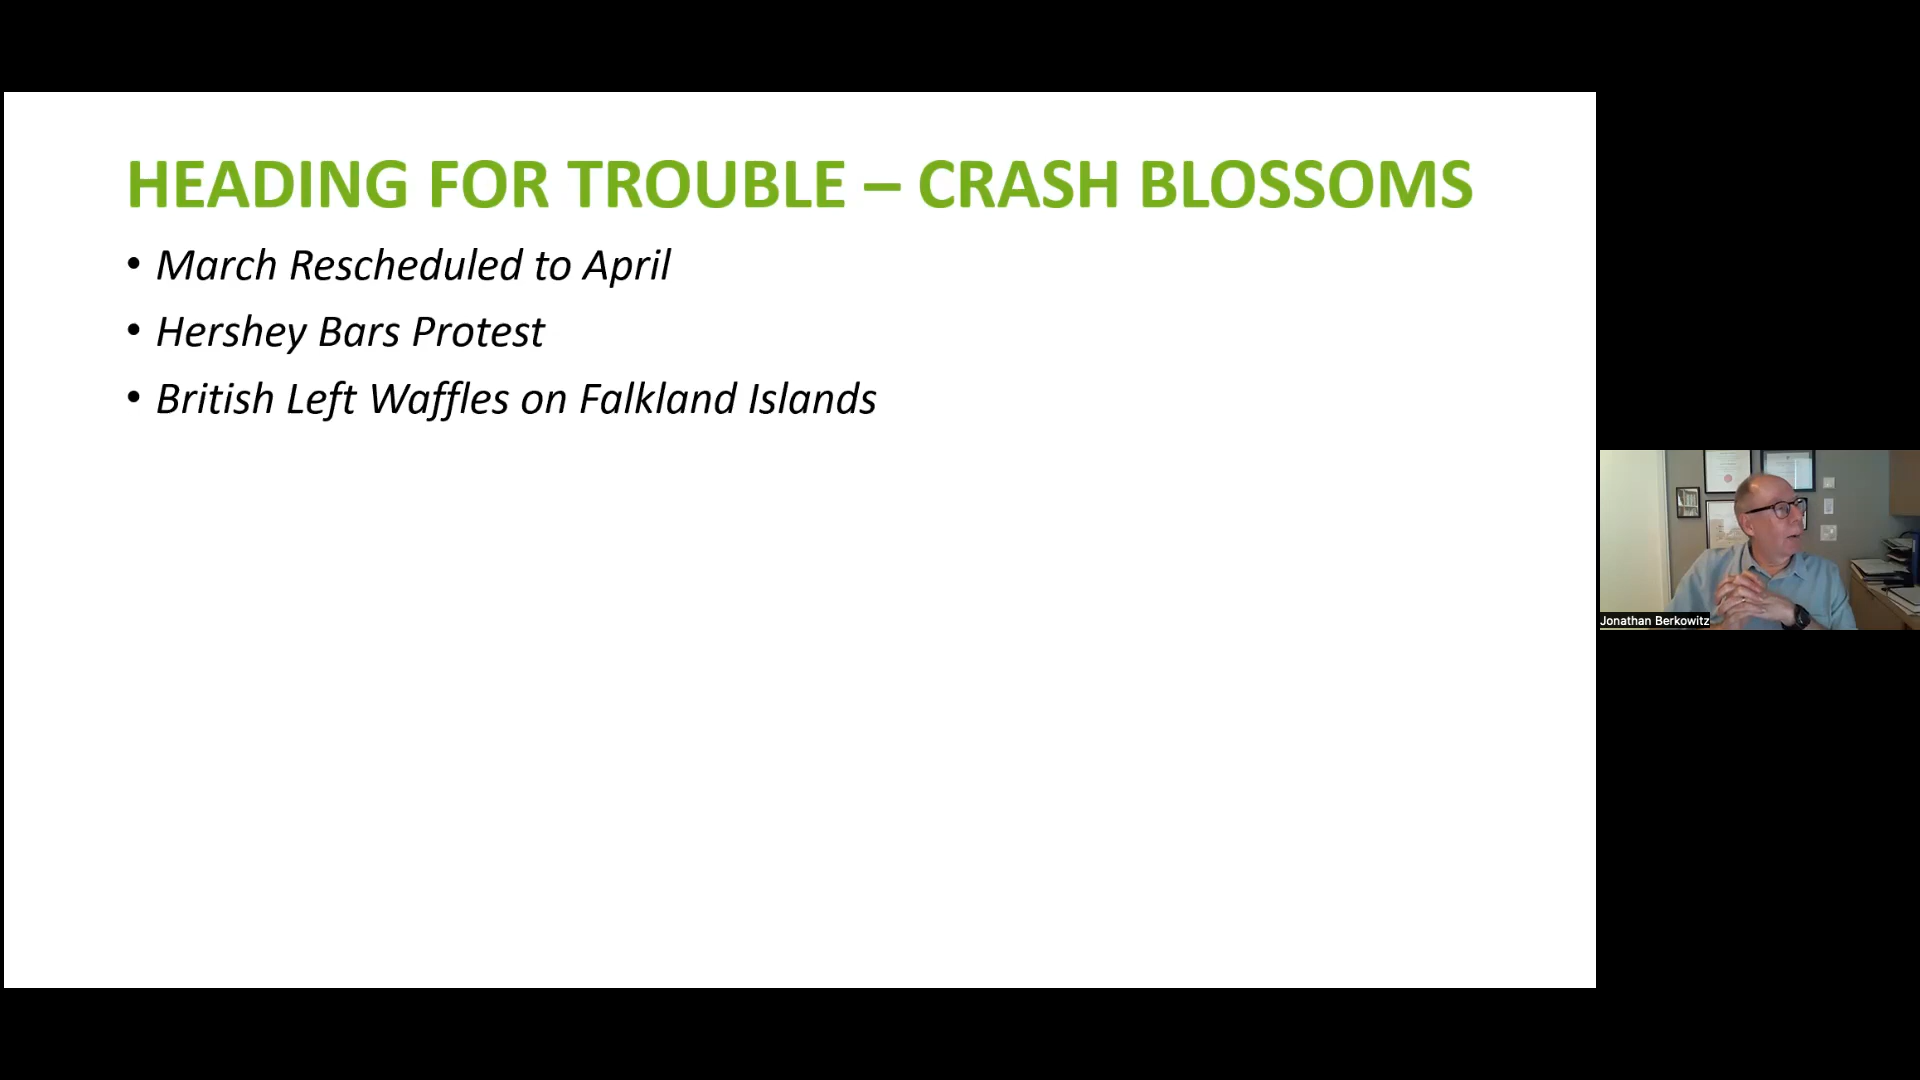 HEADING FOR TROUBLE – CRASH BLOSSOMS
• March Rescheduled to April
• Hershey Bars Protest
• British Left Waffles on Falkland Islands
Jonathan Berkowitz